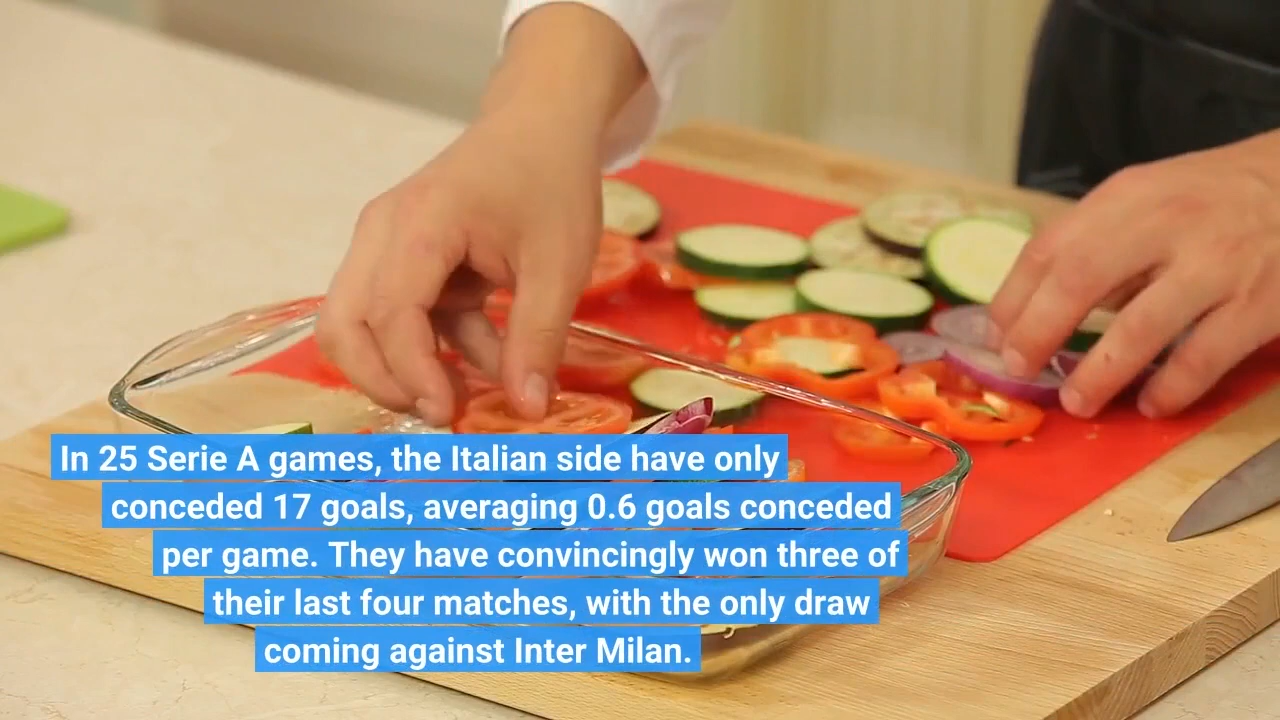 In 25 Serie A games, the Italian side have only
conceded 17 goals, averaging 0.6 goals conceded
per game. They have convincingly won three of
their last four matches, with the only draw
coming against Inter Milan.